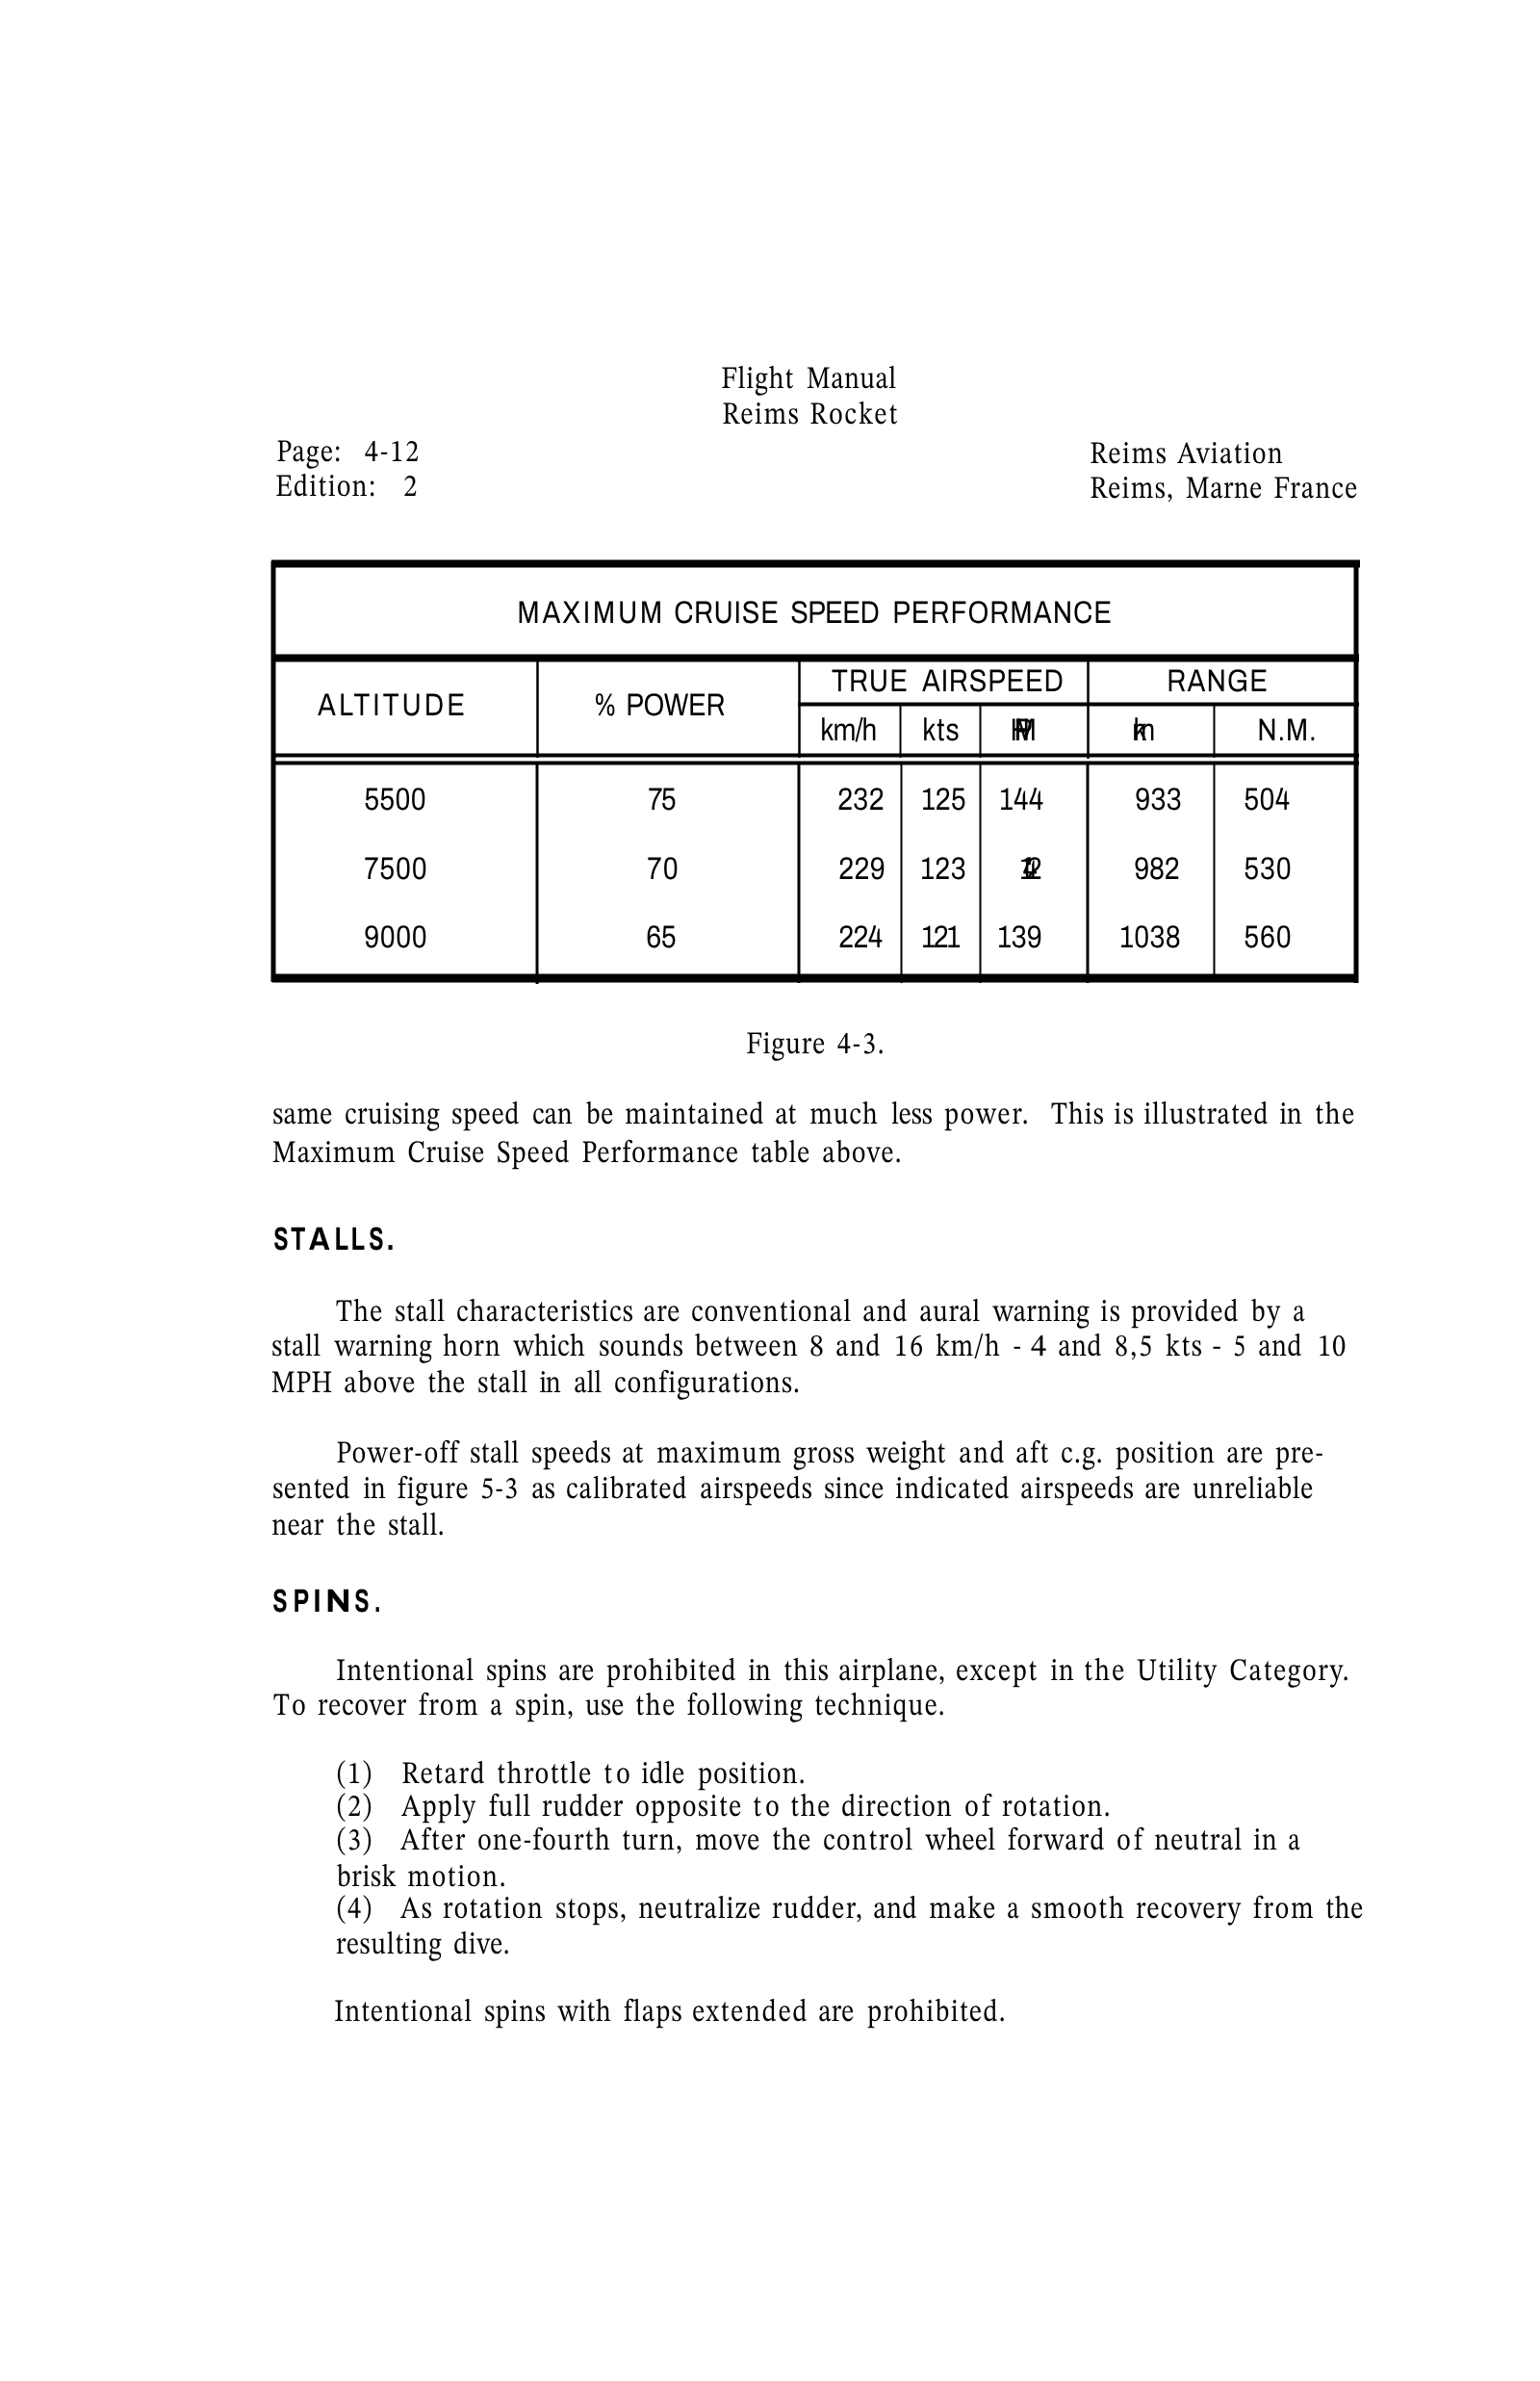 Flight Manual
Reims Rocket
Page: 4-12
Edition: 2
Reims Aviation
Reims, Marne France
MAXIMUM CRUISE SPEED PERFORMANCE
ALTITUDE % POWER TRUE AIRSPEED RANGE
km/h kts MPH km N.M.
5500 75 232 125 144 933 504
7500 70 229 123 142 982 530
9000 65 224 121 139 1038 560
Figure 4-3.
same cruising speed can be maintained at much less power. This is illustrated in the
Maximum Cruise Speed Performance table above.
STALLS.
The stall characteristics are conventional and aural warning is provided by a
stall warning horn which sounds between 8 and 16 km/h - 4 and 8,5 kts - 5 and 10
MPH above the stall in all configurations.
Power-off stall speeds at maximum gross weight and aft c.g. position are pre-
sented in figure 5-3 as calibrated airspeeds since indicated airspeeds are unreliable
near the stall.
SPINS.
Intentional spins are prohibited in this airplane, except in the Utility Category.
To recover from a spin, use the following technique.
(1) Retard throttle to idle position.
(2) Apply full rudder opposite to the direction of rotation.
(3) After one-fourth turn, move the control wheel forward of neutral in a
brisk motion.
(4) As rotation stops, neutralize rudder, and make a smooth recovery from the
resulting dive.
Intentional spins with flaps extended are prohibited.